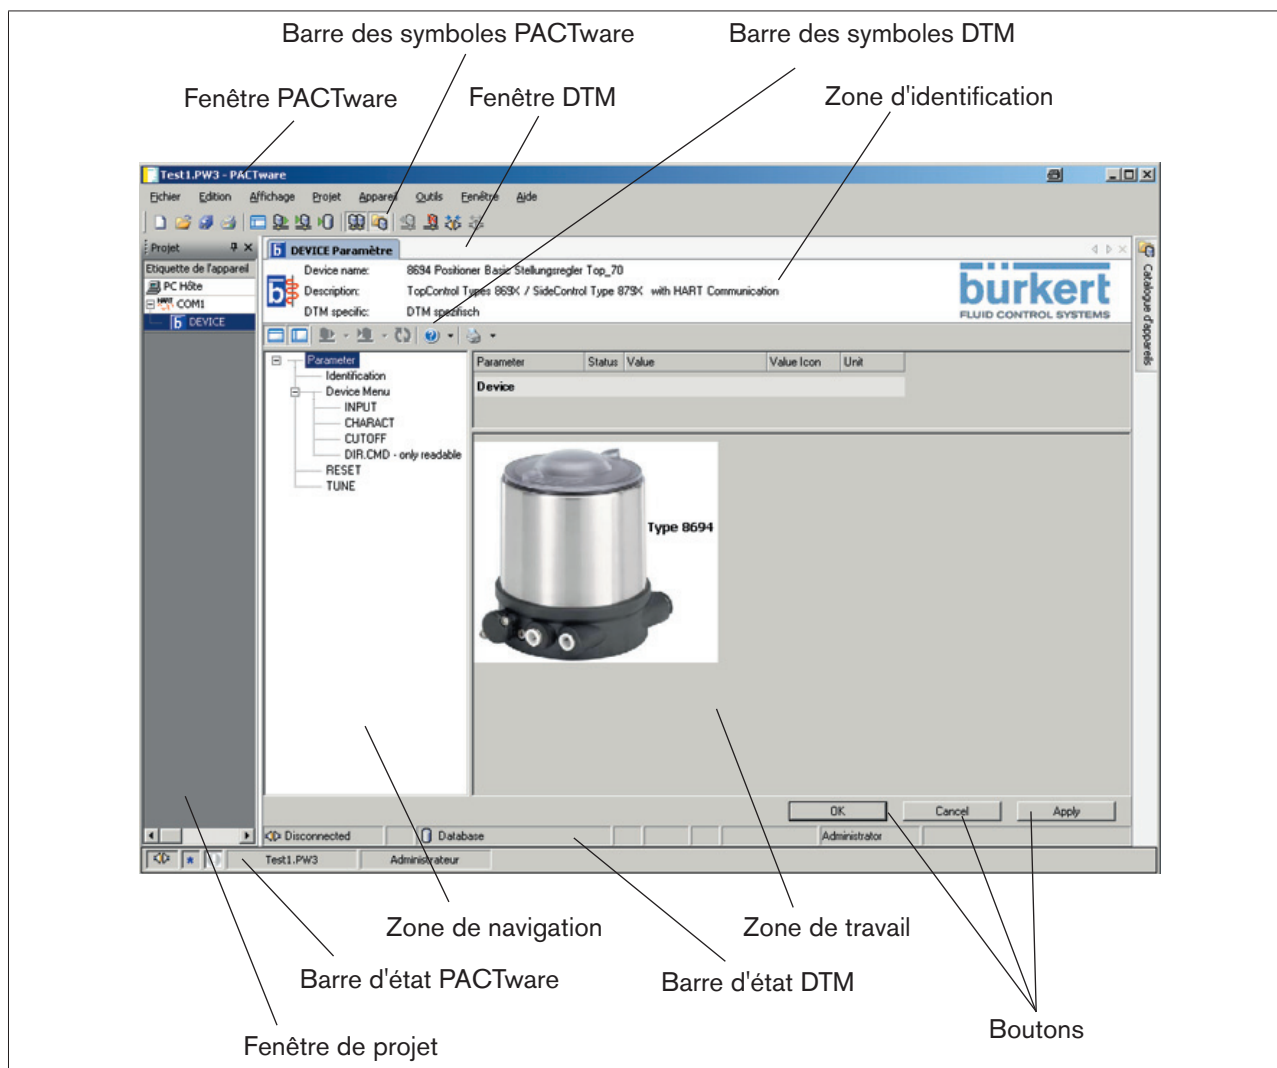 Barre des symboles PACTware
Barre des symboles DTM
Fenêtre PACTware
Fenêtre DTM
Zone d'identification
Test1.PW3 - PACTware
Fichier Edition Affichage Projet Appareil Outils Fenêtre Aide
Projet
DEVICE Paramètre
Etiquette de l'appareil
PC Hôte
HART COM1
DEVICE
Device name: 8694 Positioner Basic Stellungsregler Top_70
Description: TopControl Types 869X / SideControl Type 879X with HART Communication
DTM specific: DTM spezifisch
bürkert
FLUID CONTROL SYSTEMS
Catalogue d'appareils
Parameter
Identification
Device Menu
INPUT
CHARACT
CUTOFF
DIR.CMD - only readable
RESET
TUNE
Parameter Status Value Value Icon Unit
Device
Type 8694
OK Cancel Apply
Disconnected Database Administrator
Test1.PW3 Administrateur
Zone de navigation
Zone de travail
Barre d'état PACTware
Barre d'état DTM
Boutons
Fenêtre de projet